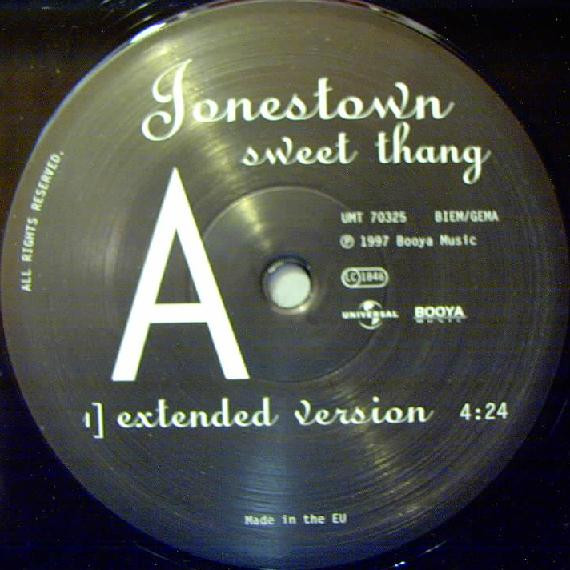 Jonestown
sweet thang
A
ALL RIGHTS RESERVED.
UMT 70325 BIEM/GEMA
℗ 1997 Booya Music
LC 1846
UNIVERSAL BOOYA
MUSIC
1] extended version 4:24
Made in the EU